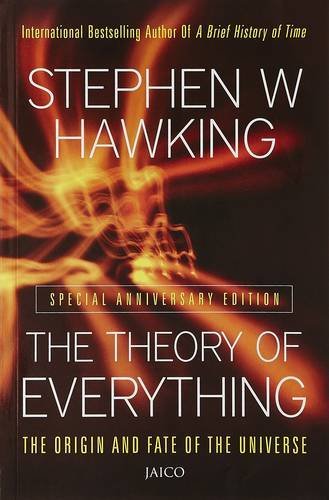 International Bestselling Author Of A Brief History of Time
STEPHEN W
HAWKING
SPECIAL ANNIVERSARY EDITION
THE THEORY OF
EVERYTHING
THE ORIGIN AND FATE OF THE UNIVERSE
JAICO